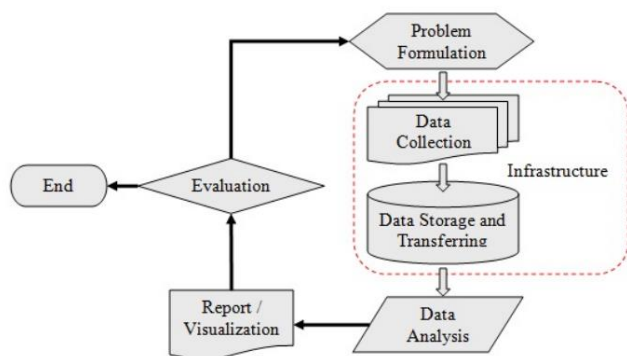 Problem
Formulation
Data
Collection
Infrastructure
Data Storage and
Transferring
Data
Analysis
Report /
Visualization
Evaluation
End